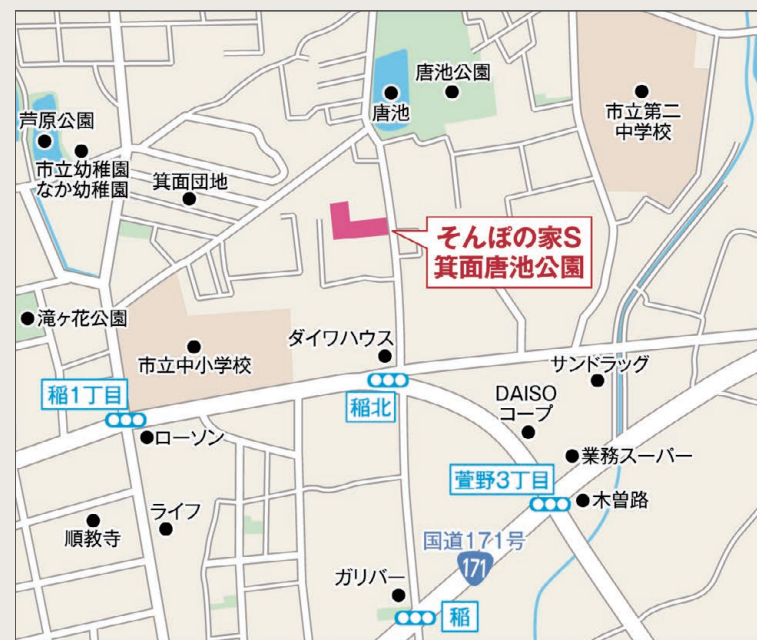 唐池公園
唐池
市立第二
中学校
芦原公園
市立幼稚園
なか幼稚園
箕面団地
そんぽの家S
箕面唐池公園
滝ヶ花公園
市立中小学校
ダイワハウス
サンドラッグ
稲1丁目
稲北
DAISO
コープ
ローソン
業務スーパー
萱野3丁目
木曽路
ライフ
順教寺
国道171号
171
ガリバー
稲